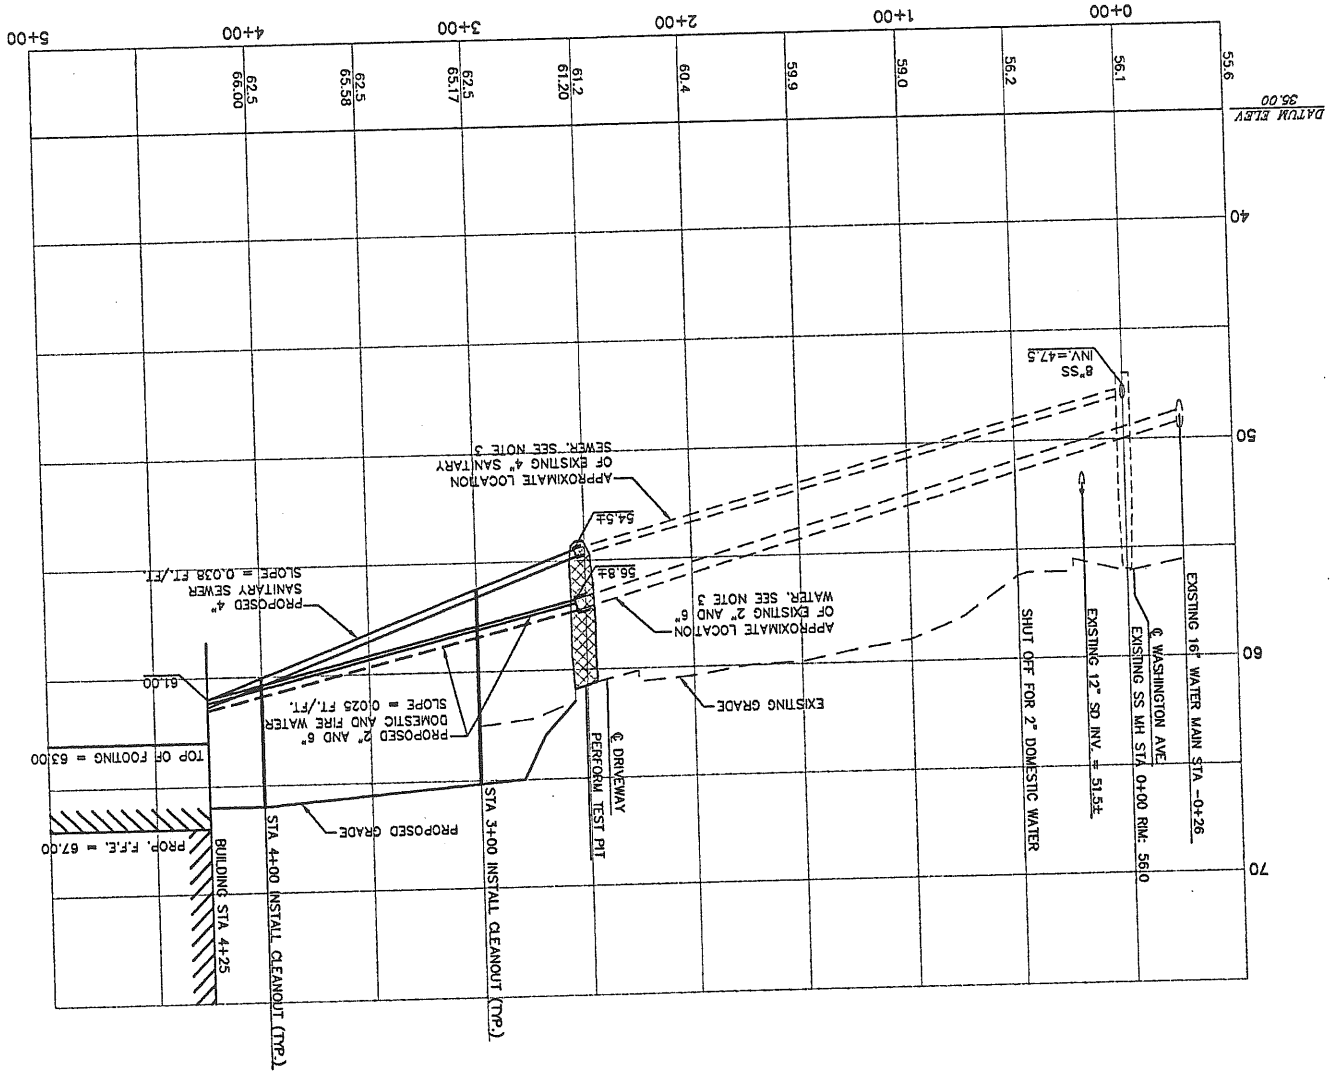 BUILDING STA 4+25
STA 4+00 INSTALL CLEANOUT (TYP.)
STA 3+00 INSTALL CLEANOUT (TYP.)
PERFORM TEST PIT
℄ DRIVEWAY
SHUT OFF FOR 2" DOMESTIC WATER
EXISTING 12" SD INV. = 51.5±
EXISTING SS MH STA 0+00 RIM: 56.0
℄ WASHINGTON AVE.
EXISTING 16" WATER MAIN STA -0+26
70
60
50
40
PROP. F.F.E. = 67.00
TOP OF FOOTING = 63.00
PROPOSED GRADE
EXISTING GRADE
61.00
PROPOSED 2" AND 6"
DOMESTIC AND FIRE WATER
SLOPE = 0.025 FT./FT.
APPROXIMATE LOCATION
OF EXISTING 2" AND 6"
WATER. SEE NOTE 3
56.8±
PROPOSED 4"
SANITARY SEWER
SLOPE = 0.038 FT./FT.
54.5±
APPROXIMATE LOCATION
OF EXISTING 4" SANITARY
SEWER. SEE NOTE 3
8"SS
INV.=47.5
DATUM ELEV
35.00
55.6
56.1
56.2
59.0
59.9
60.4
61.2
61.20
62.5
65.17
62.5
65.58
62.5
66.00
0+00
1+00
2+00
3+00
4+00
5+00